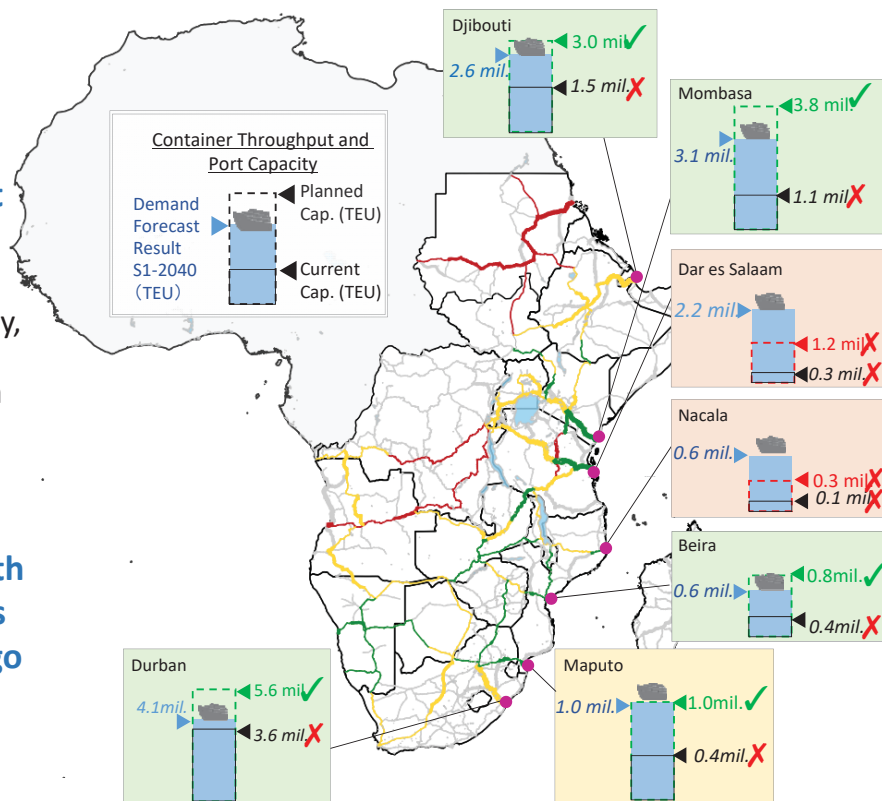 Container Throughput and
Port Capacity
Demand
Forecast
Result
S1-2040
(TEU)
Planned
Cap. (TEU)
Current
Cap. (TEU)
y,
th
s
go
Djibouti
3.0 mil
2.6 mil.
1.5 mil.
Mombasa
3.8 mil.
3.1 mil.
1.1 mil.
Dar es Salaam
2.2 mil.
1.2 mil
0.3 mil.
Nacala
0.6 mil.
0.3 mil
0.1 mil
Beira
0.8mil.
0.6 mil.
0.4mil.
Maputo
1.0 mil.
1.0mil.
0.4mil.
Durban
5.6 mil
4.1mil.
3.6 mil.